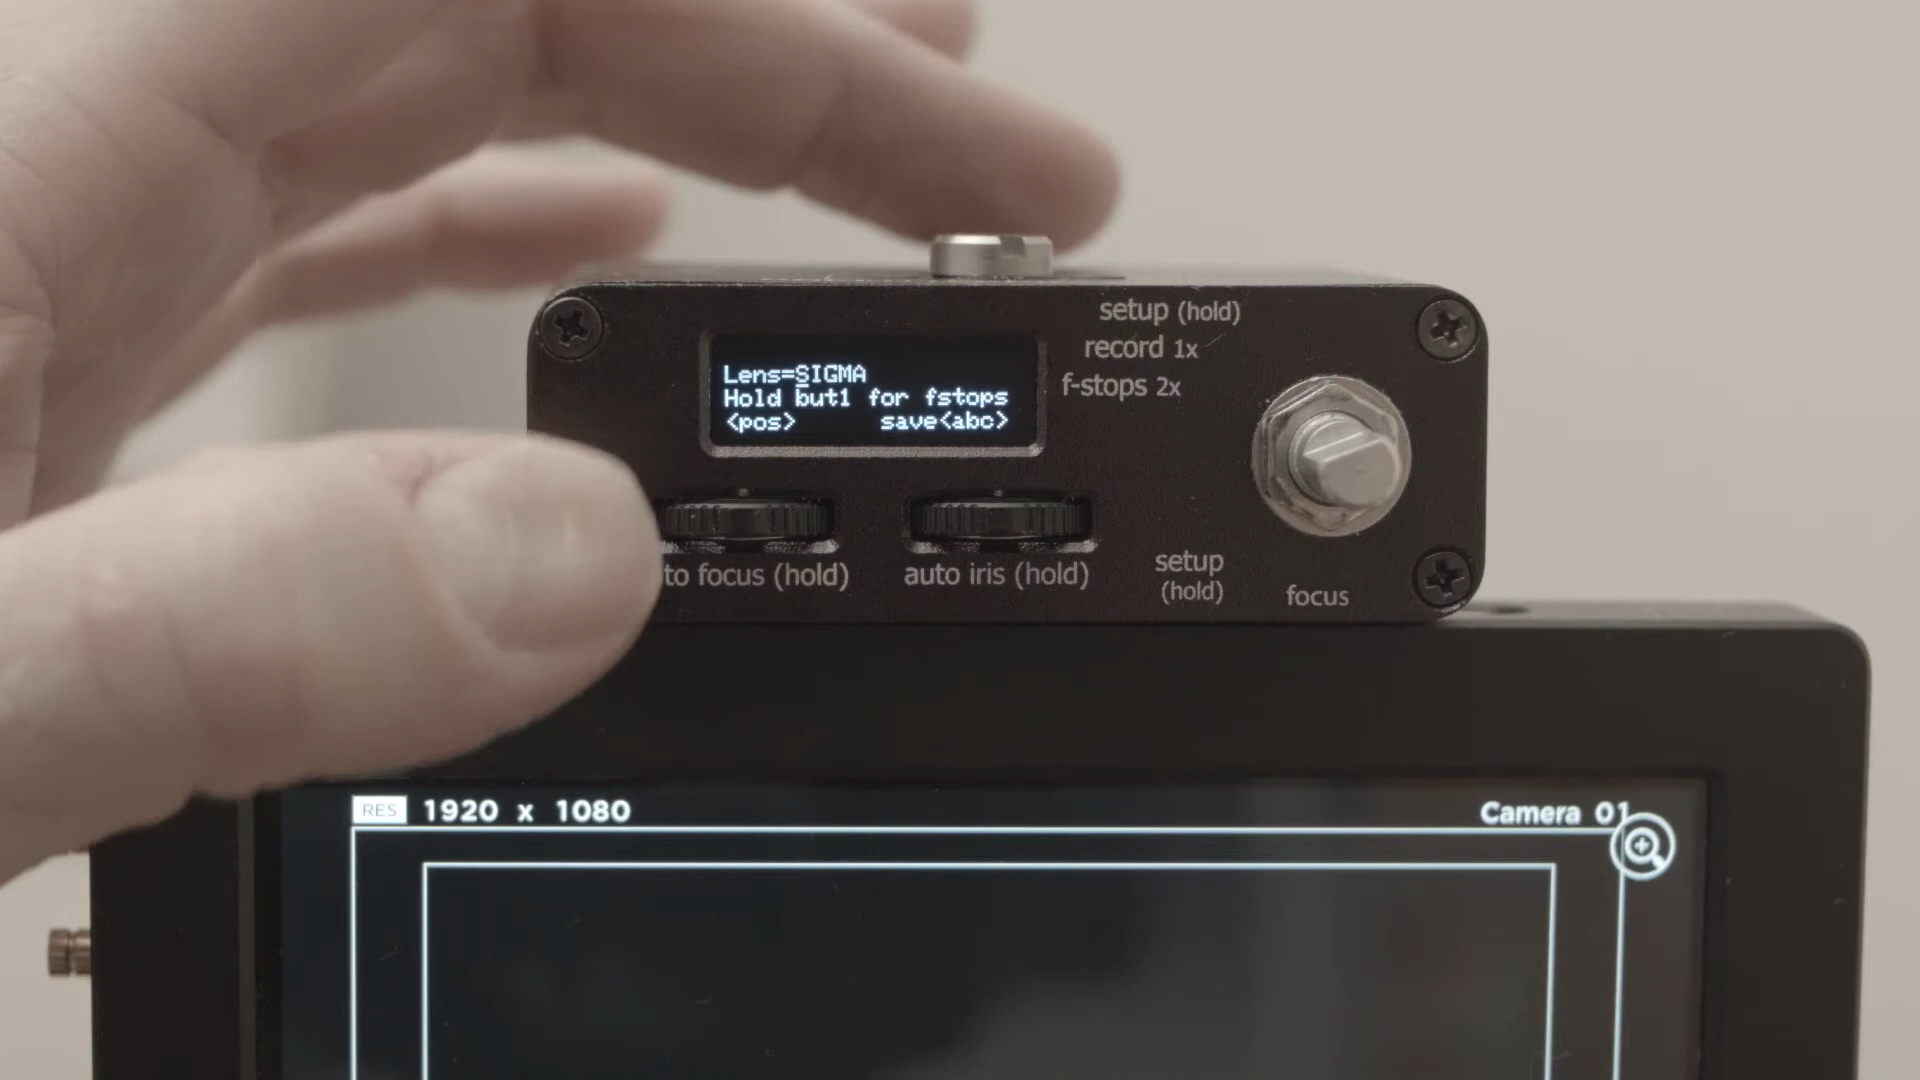 setup (hold)
record 1x
f-stops 2x
Lens=SIGMA
Hold but1 for fstops
<pos> save<abc>
to focus (hold)
auto iris (hold)
setup
(hold)
focus
RES 1920 x 1080
Camera 01